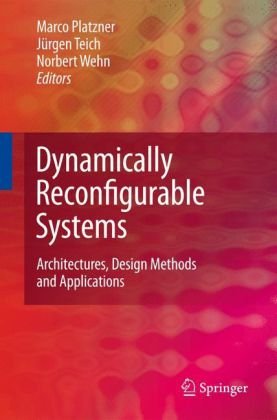 Marco Platzner
Jürgen Teich
Norbert Wehn
Editors
Dynamically
Reconfigurable
Systems
Architectures, Design Methods
and Applications
Springer